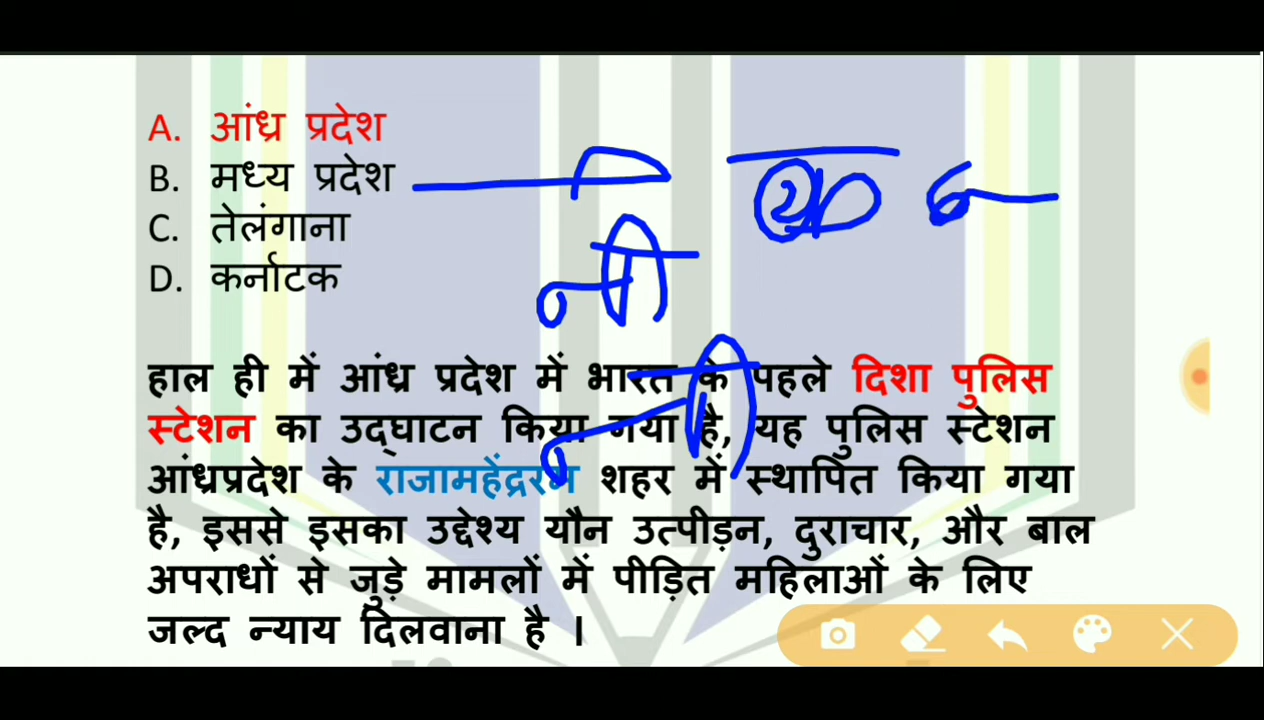 A. आंध्र प्रदेश
B. मध्य प्रदेश
C. तेलंगाना
D. कर्नाटक
हाल ही में आंध्र प्रदेश में भारत के पहले दिशा पुलिस
स्टेशन का उद्घाटन किया गया है, यह पुलिस स्टेशन
आंध्रप्रदेश के राजामहेंद्ररम शहर में स्थापित किया गया
है, इससे इसका उद्देश्य यौन उत्पीड़न, दुराचार, और बाल
अपराधों से जुड़े मामलों में पीड़ित महिलाओं के लिए
जल्द न्याय दिलवाना है ।